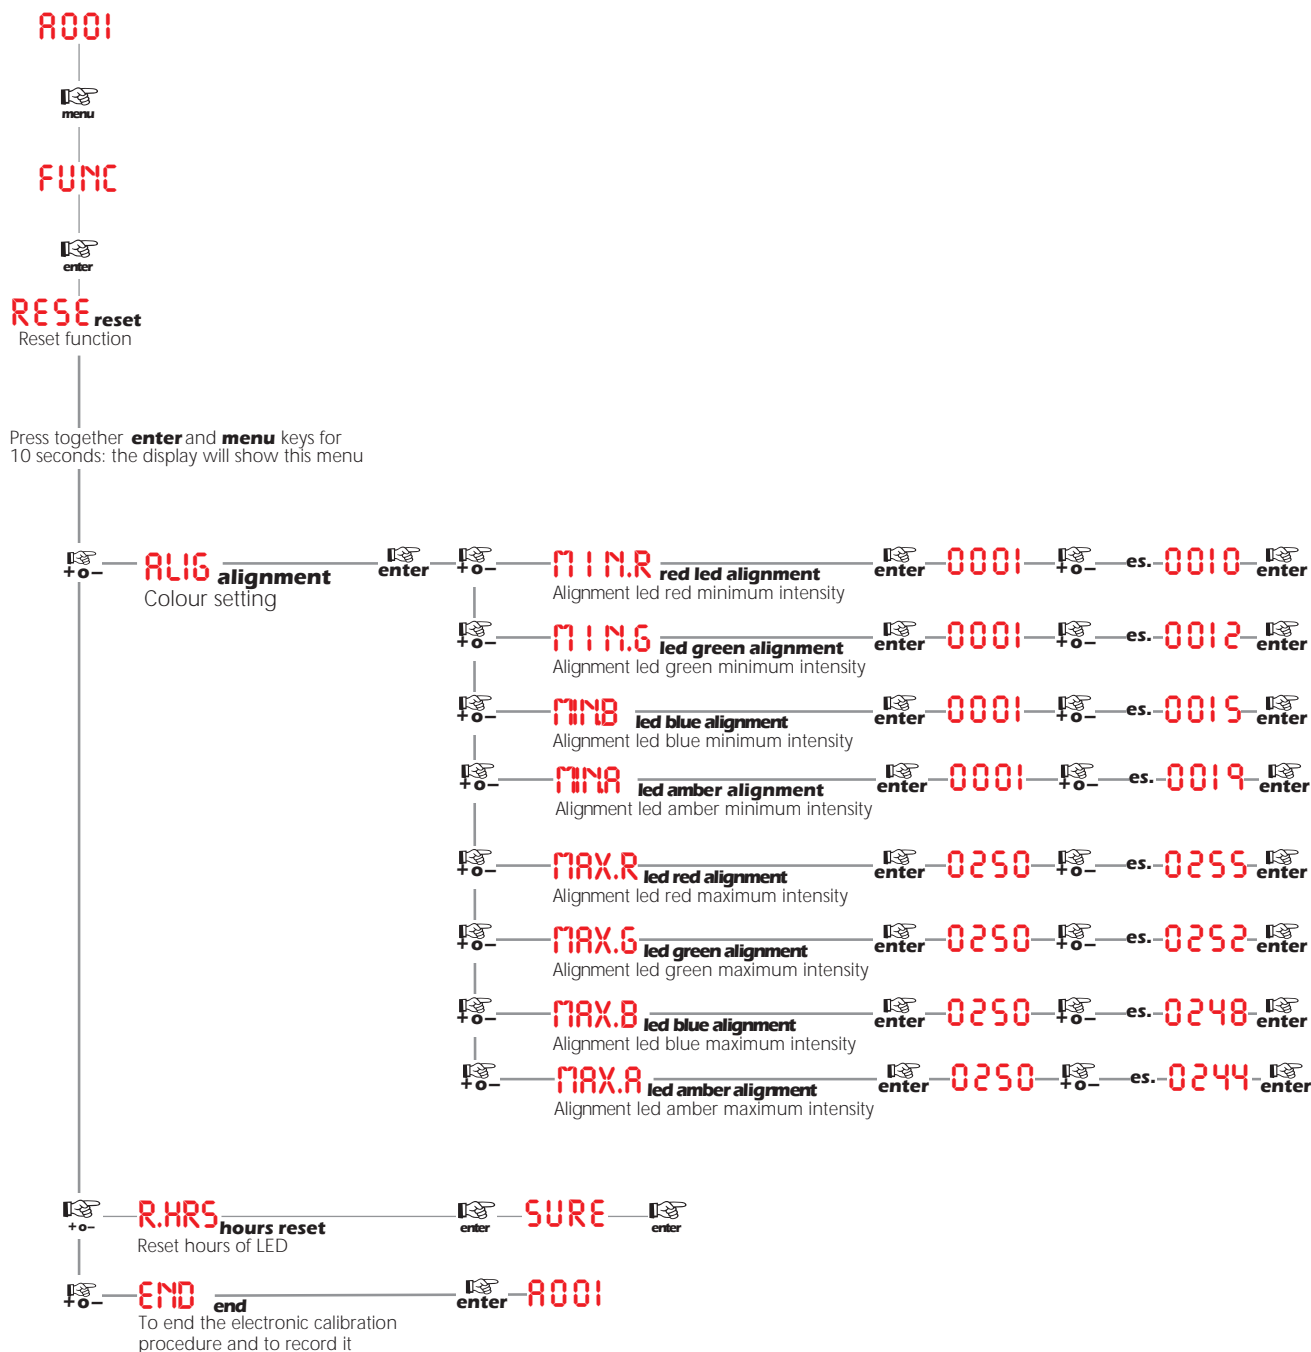 A001
menu
FUNC
enter
RESE reset
Reset function
Press together enter and menu keys for
10 seconds: the display will show this menu
+o– ALIG alignment enter +o– MIN.R red led alignment enter 0001 +o– es. 0010 enter
Colour setting
Alignment led red minimum intensity
+o– MIN.G led green alignment enter 0001 +o– es. 0012 enter
Alignment led green minimum intensity
+o– MIN.B led blue alignment enter 0001 +o– es. 0015 enter
Alignment led blue minimum intensity
+o– MIN.A led amber alignment enter 0001 +o– es. 0019 enter
Alignment led amber minimum intensity
+o– MAX.R led red alignment enter 0250 +o– es. 0255 enter
Alignment led red maximum intensity
+o– MAX.G led green alignment enter 0250 +o– es. 0252 enter
Alignment led green maximum intensity
+o– MAX.B led blue alignment enter 0250 +o– es. 0248 enter
Alignment led blue maximum intensity
+o– MAX.A led amber alignment enter 0250 +o– es. 0244 enter
Alignment led amber maximum intensity
+o– R.HRS hours reset enter SURE enter
Reset hours of LED
+o– END end enter A001
To end the electronic calibration
procedure and to record it